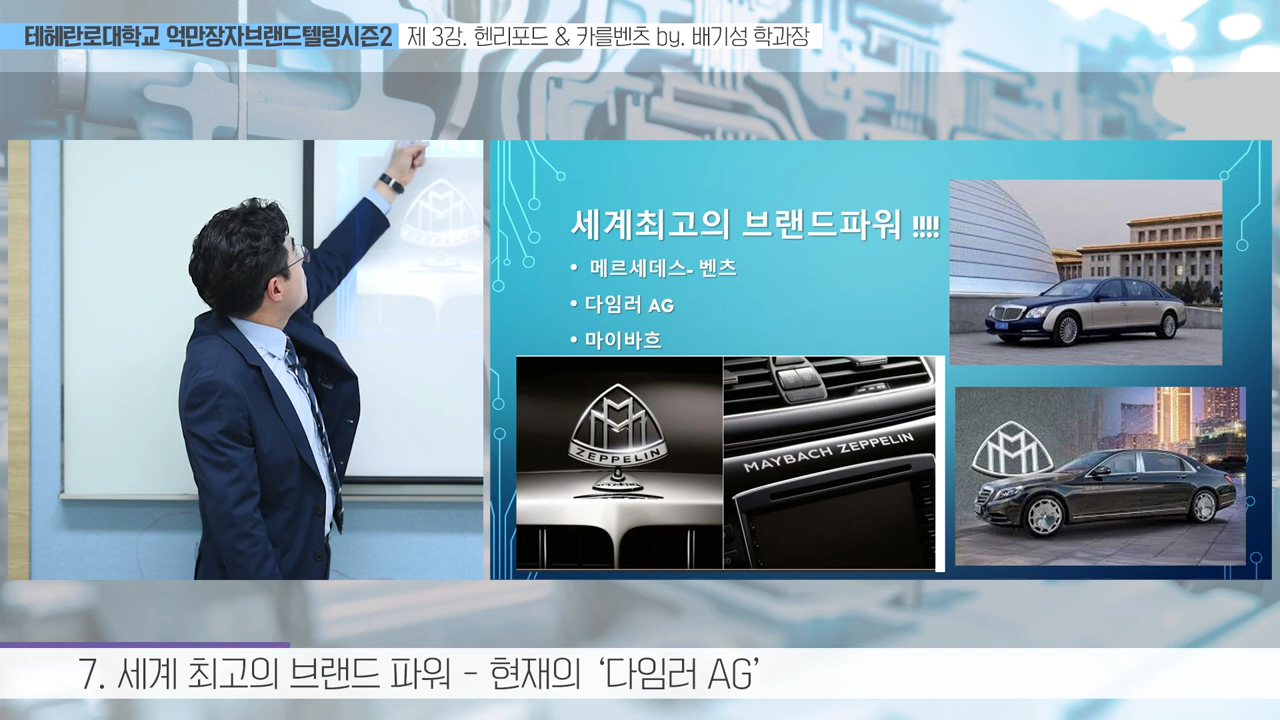 테헤란로대학교 억만장자브랜드텔링시즌2 제 3강. 헨리포드 & 카를벤츠 by. 배기성 학과장
세계최고의 브랜드파워 !!!!
• 메르세데스- 벤츠
• 다임러 AG
• 마이바흐
ZEPPELIN
MAYBACH ZEPPELIN
7. 세계 최고의 브랜드 파워 - 현재의 ‘다임러 AG’